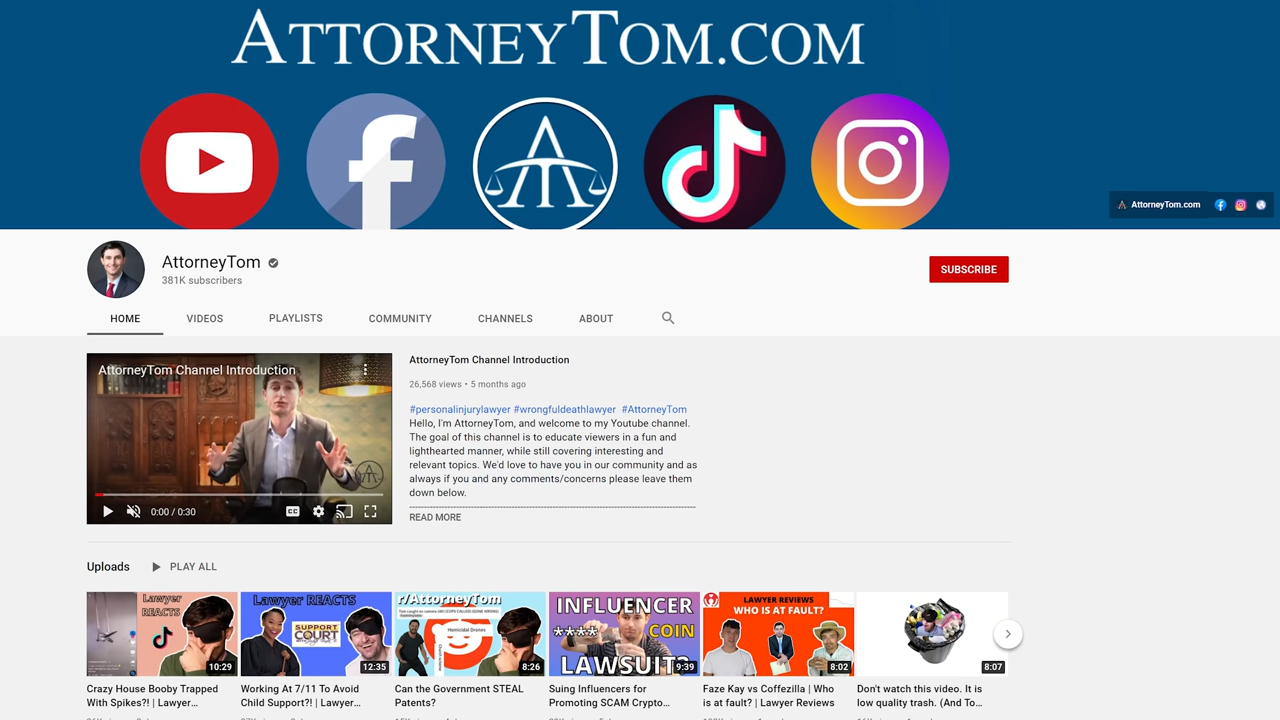 ATTORNEYTOM.COM
AttorneyTom.com
AttorneyTom
381K subscribers
SUBSCRIBE
HOME VIDEOS PLAYLISTS COMMUNITY CHANNELS ABOUT
AttorneyTom Channel Introduction
0:00 / 0:30
CC
AttorneyTom Channel Introduction
26,568 views • 5 months ago
#personalinjurylawyer #wrongfuldeathlawyer #AttorneyTom
Hello, I'm AttorneyTom, and welcome to my Youtube channel.
The goal of this channel is to educate viewers in a fun and
lighthearted manner, while still covering interesting and
relevant topics. We'd love to have you in our community and as
always if you and any comments/concerns please leave them
down below.
READ MORE
Uploads PLAY ALL
Lawyer
REACTS
10:29
Crazy House Booby Trapped
With Spikes?! | Lawyer...
Lawyer REACTS
SUPPORT
COURT
12:35
Working At 7/11 To Avoid
Child Support?! | Lawyer...
r/AttorneyTom
Homicidal Drones
8:26
Can the Government STEAL
Patents?
INFLUENCER
**** COIN
LAWSUIT?
9:39
Suing Influencers for
Promoting SCAM Crypto...
LAWYER REVIEWS
WHO IS AT FAULT?
8:02
Faze Kay vs Coffezilla | Who
is at fault? | Lawyer Reviews
8:07
Don't watch this video. It is
low quality trash. (And To...